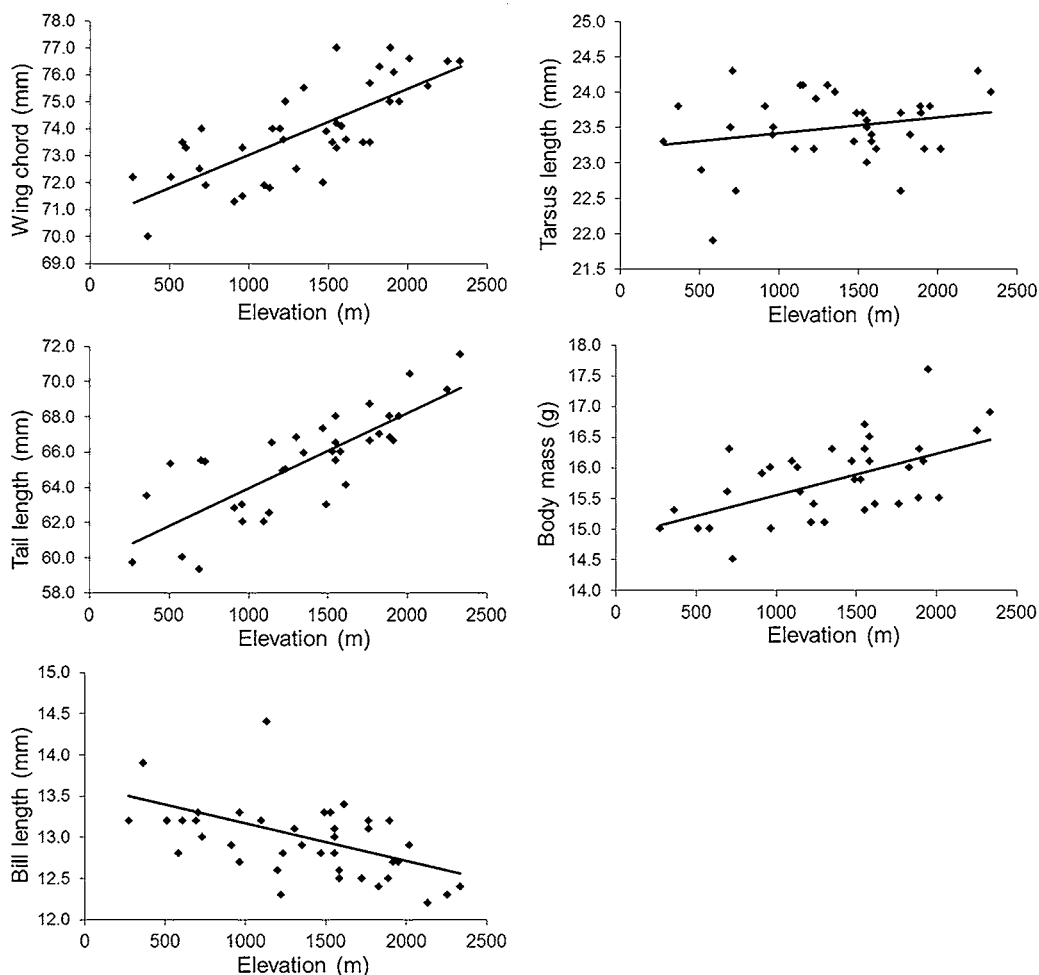 78.0
77.0
76.0
75.0
74.0
73.0
72.0
71.0
70.0
69.0
Wing chord (mm)
0 500 1000 1500 2000 2500
Elevation (m)
25.0
24.5
24.0
23.5
23.0
22.5
22.0
21.5
Tarsus length (mm)
0 500 1000 1500 2000 2500
Elevation (m)
72.0
70.0
68.0
66.0
64.0
62.0
60.0
58.0
Tail length (mm)
0 500 1000 1500 2000 2500
Elevation (m)
18.0
17.5
17.0
16.5
16.0
15.5
15.0
14.5
14.0
Body mass (g)
0 500 1000 1500 2000 2500
Elevation (m)
15.0
14.5
14.0
13.5
13.0
12.5
12.0
Bill length (mm)
0 500 1000 1500 2000 2500
Elevation (m)